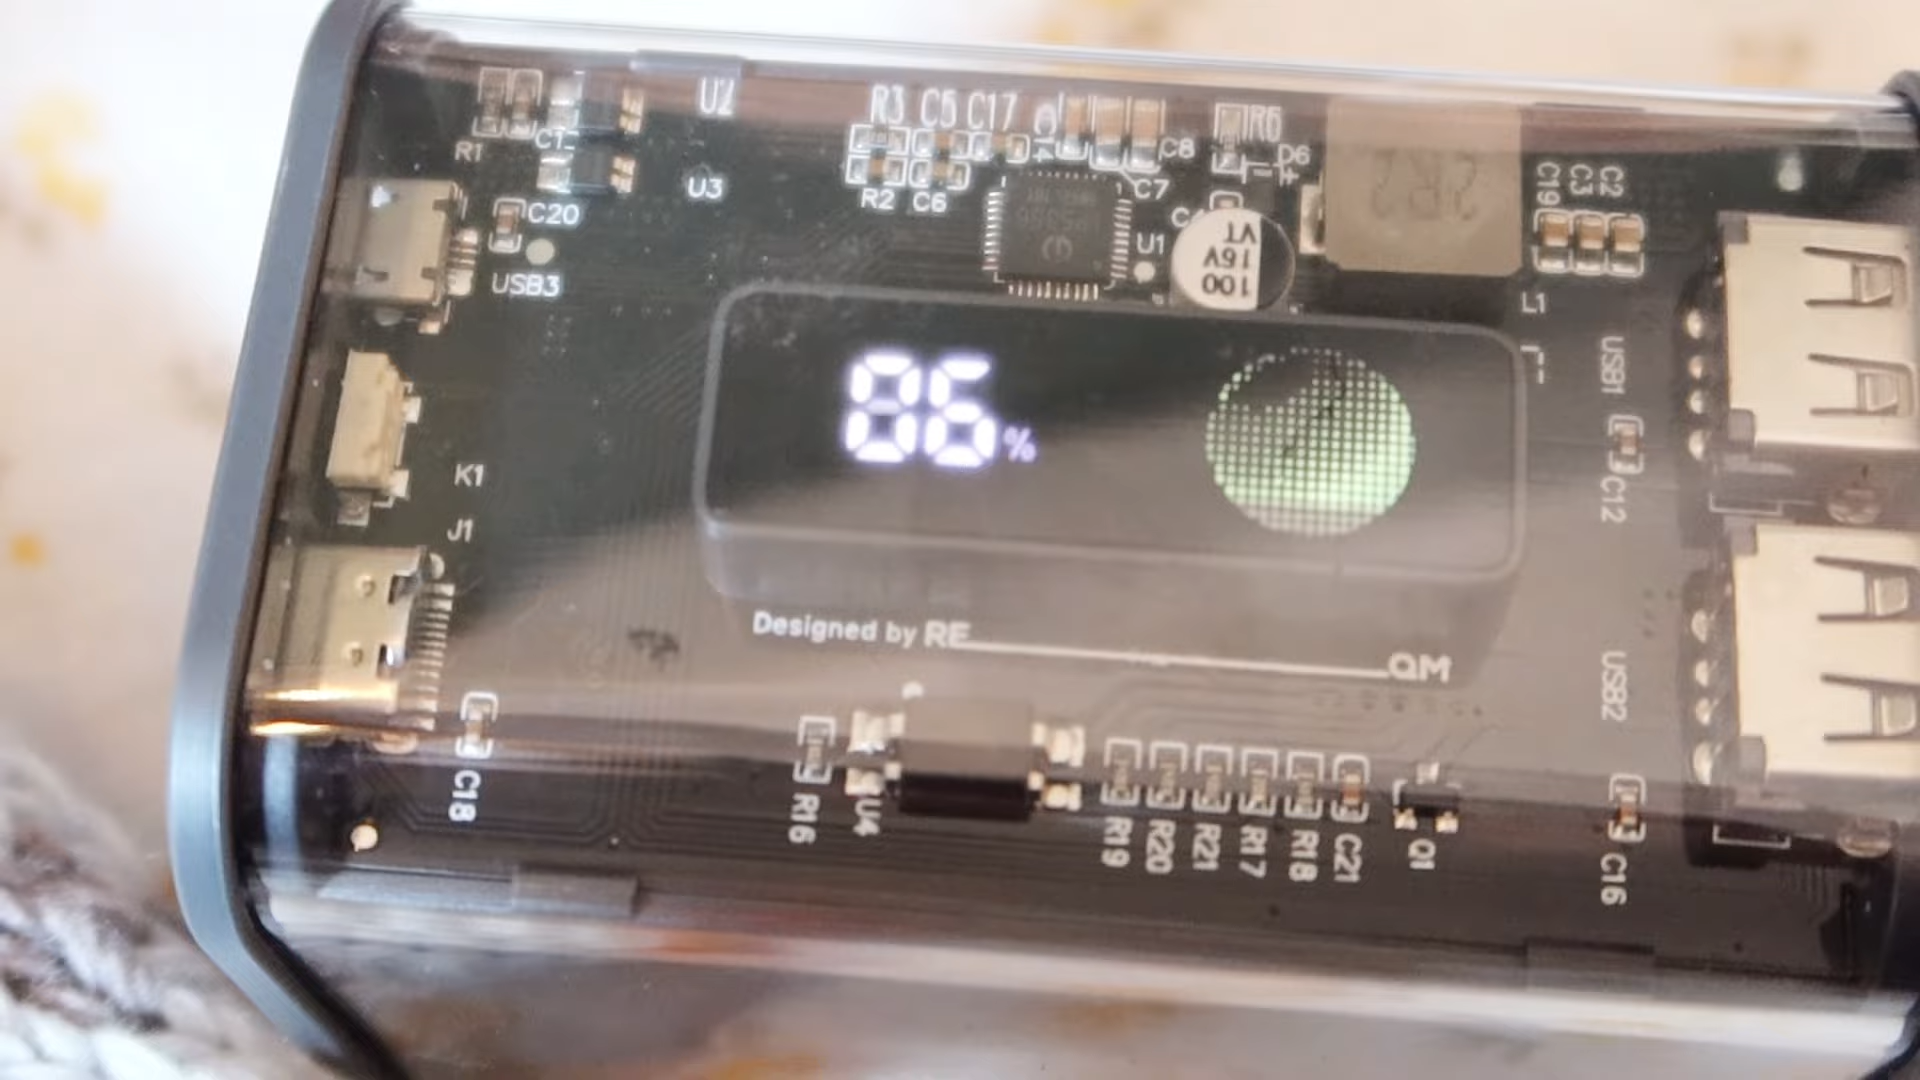 U2
R3 C5 C17
R6
C1
C8
D6
R1
U3
R2 C6
C7
C19
C3
C2
C20
U1
100
16V
VT
2R2
USB3
L1
USB1
86%
K1
C12
J1
Designed by RE
QM
USB2
C18
R16
U4
R19
R20
R21
R17
R18
C21
Q1
C16